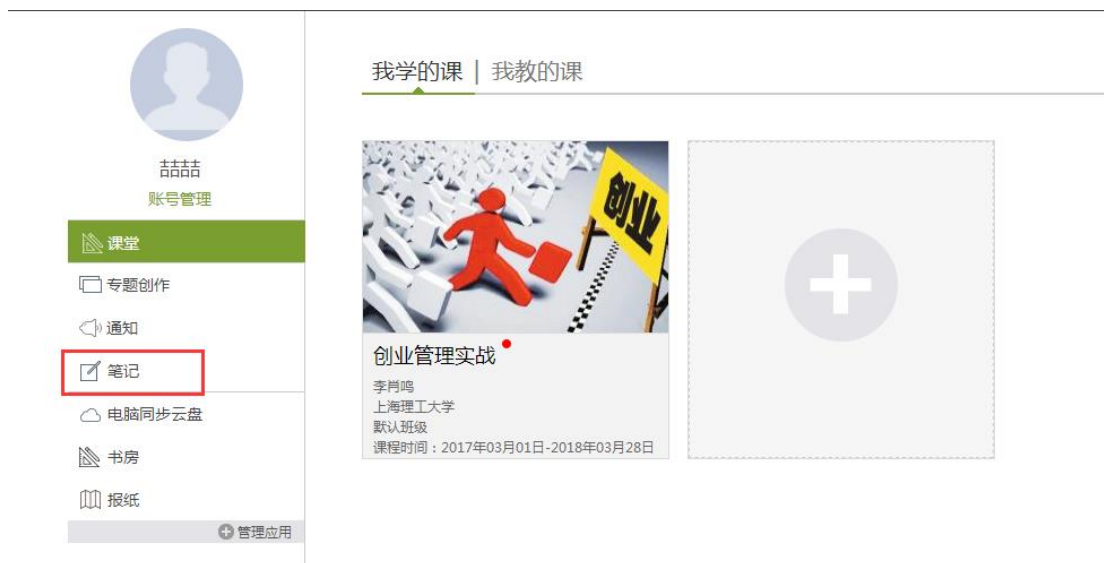 喆喆
账号管理
课堂
专题创作
通知
笔记
电脑同步云盘
书房
报纸
管理应用
我学的课 | 我教的课
创业
创业管理实战
李肖鸣
上海理工大学
默认班级
课程时间：2017年03月01日-2018年03月28日